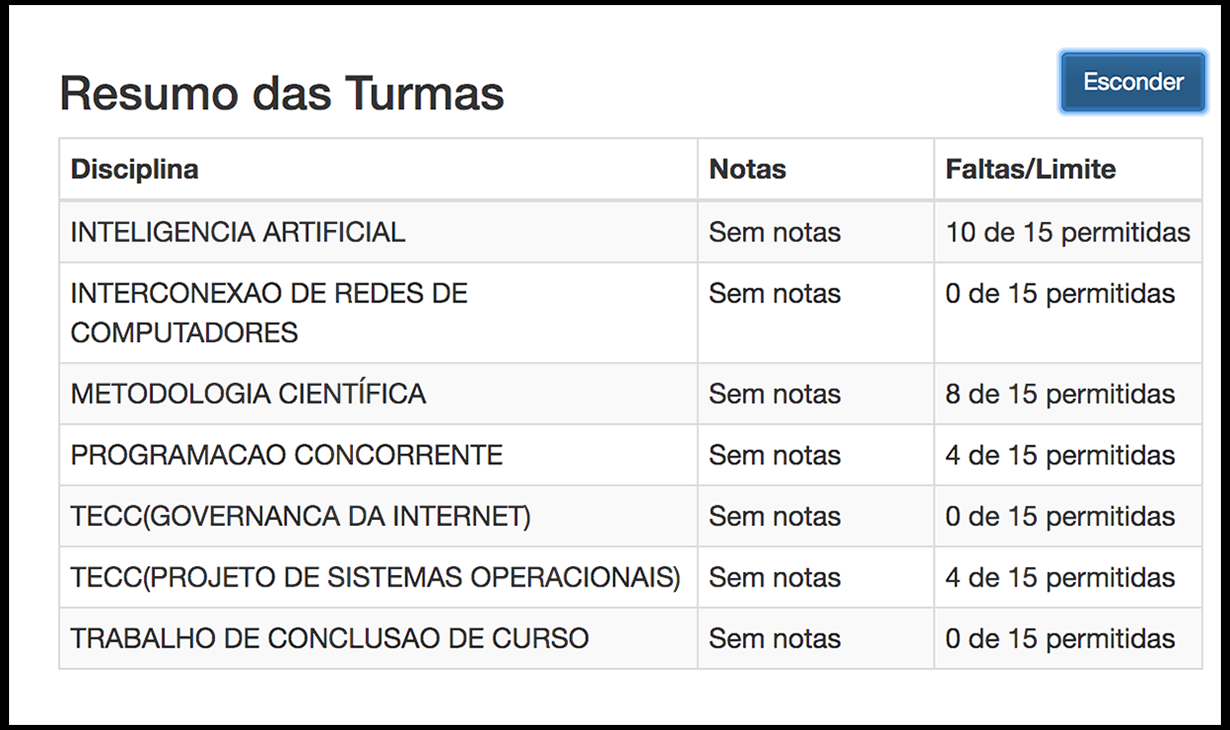 Resumo das Turmas
Esconder
Disciplina Notas Faltas/Limite
INTELIGENCIA ARTIFICIAL Sem notas 10 de 15 permitidas
INTERCONEXAO DE REDES DE Sem notas 0 de 15 permitidas
COMPUTADORES
METODOLOGIA CIENTÍFICA Sem notas 8 de 15 permitidas
PROGRAMACAO CONCORRENTE Sem notas 4 de 15 permitidas
TECC(GOVERNANCA DA INTERNET) Sem notas 0 de 15 permitidas
TECC(PROJETO DE SISTEMAS OPERACIONAIS) Sem notas 4 de 15 permitidas
TRABALHO DE CONCLUSAO DE CURSO Sem notas 0 de 15 permitidas